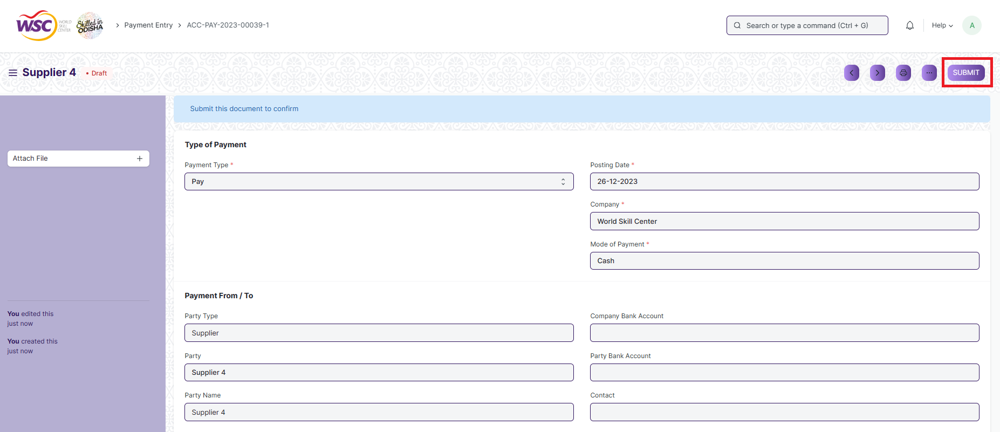 WSC WORLD SKILL CENTER
Skilled in ODISHA
Payment Entry
ACC-PAY-2023-00039-1
Search or type a command (Ctrl + G)
Help
A
Supplier 4
Draft
SUBMIT
Submit this document to confirm
Attach File
Type of Payment
Payment Type *
Pay
Posting Date *
26-12-2023
Company *
World Skill Center
Mode of Payment *
Cash
You edited this
just now
You created this
just now
Payment From / To
Party Type
Supplier
Company Bank Account
Party
Supplier 4
Party Bank Account
Party Name
Supplier 4
Contact